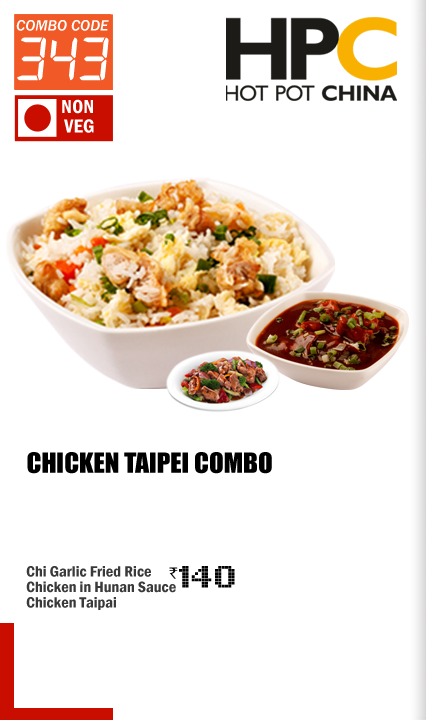 COMBO CODE
343
NON
VEG
HPC
HOT POT CHINA
CHICKEN TAIPEI COMBO
Chi Garlic Fried Rice
Chicken in Hunan Sauce
Chicken Taipai
₹140